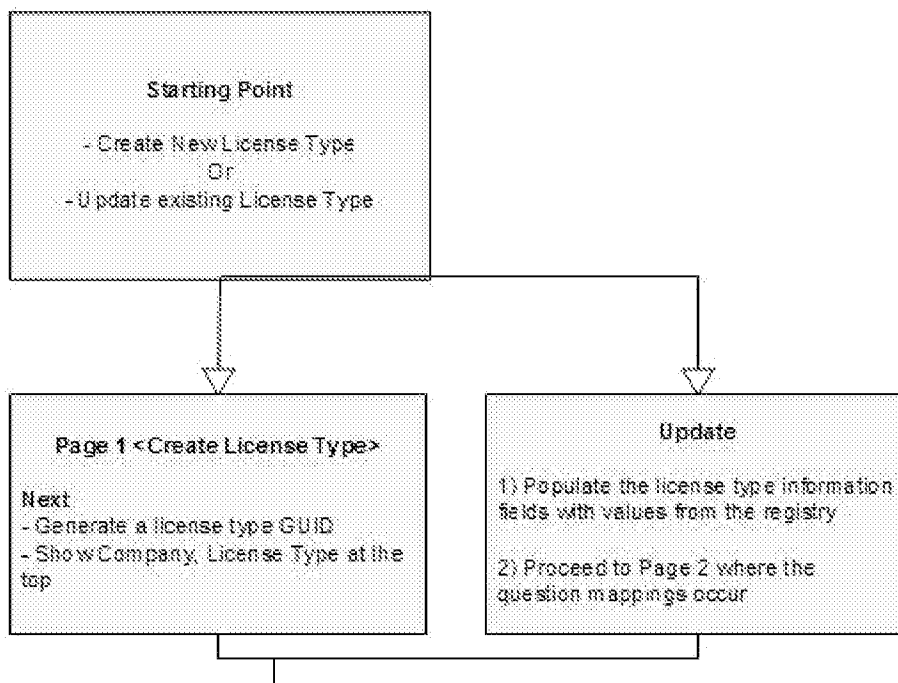 Starting Point
- Create New License Type
Or
- Update existing License Type
Page 1 <Create License Type>
Next
- Generate a license type GUID
- Show Company, License Type at the
top
Update
1) Populate the license type information
fields with values from the registry
2) Proceed to Page 2 where the
question mappings occur